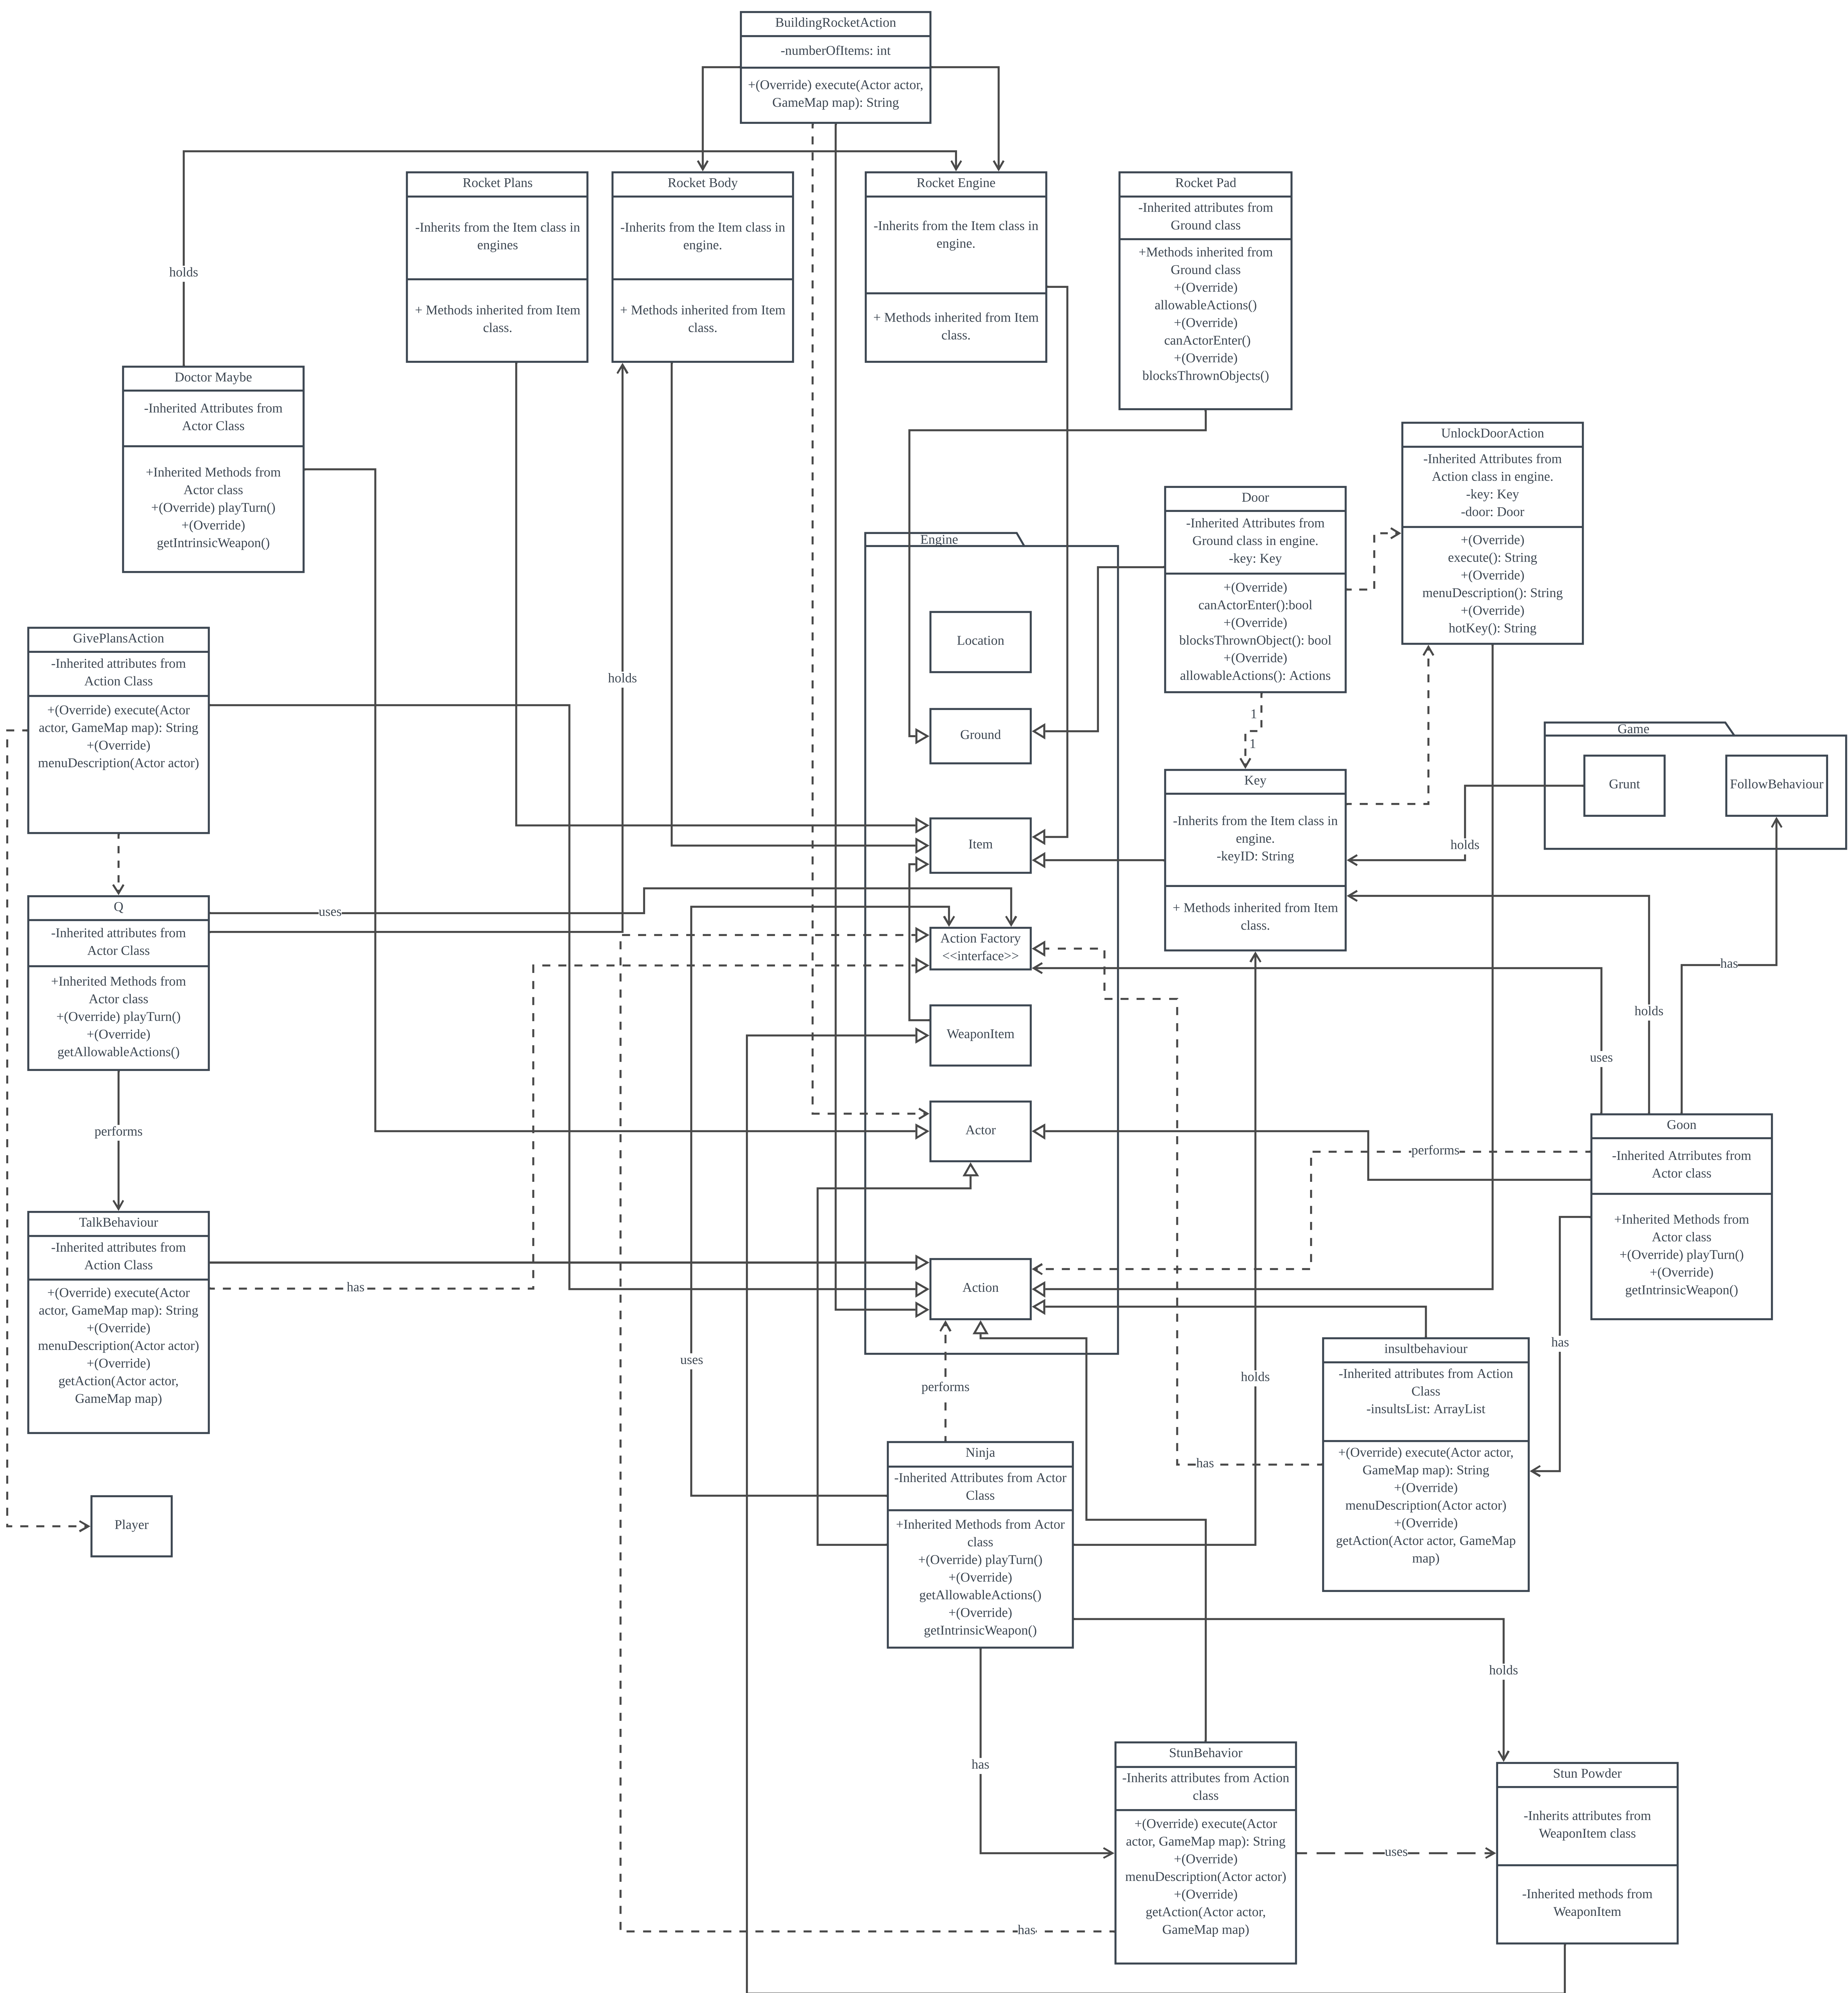 BuildingRocketAction
-numberOfItems: int
+(Override) execute(Actor actor,
GameMap map): String
Rocket Plans
-Inherits from the Item class in
engines
+ Methods inherited from Item
class.
Rocket Body
-Inherits from the Item class in
engine.
+ Methods inherited from Item
class.
Rocket Engine
-Inherits from the Item class in
engine.
+ Methods inherited from Item
class.
Rocket Pad
-Inherited attributes from
Ground class
+Methods inherited from
Ground class
+(Override)
allowableActions()
+(Override)
canActorEnter()
+(Override)
blocksThrownObjects()
holds
Doctor Maybe
-Inherited Attributes from
Actor Class
+Inherited Methods from
Actor class
+(Override) playTurn()
+(Override)
getIntrinsicWeapon()
UnlockDoorAction
-Inherited Attributes from
Action class in engine.
-key: Key
-door: Door
+(Override)
execute(): String
+(Override)
menuDescription(): String
+(Override)
hotKey(): String
Door
-Inherited Attributes from
Ground class in engine.
-key: Key
+(Override)
canActorEnter():bool
+(Override)
blocksThrownObject(): bool
+(Override)
allowableActions(): Actions
1
1
Engine
Location
Ground
Item
Action Factory
<<interface>>
WeaponItem
Actor
Action
GivePlansAction
-Inherited attributes from
Action Class
+(Override) execute(Actor
actor, GameMap map): String
+(Override)
menuDescription(Actor actor)
holds
Game
Grunt
FollowBehaviour
Key
-Inherits from the Item class in
engine.
-keyID: String
+ Methods inherited from Item
class.
holds
Q
-Inherited attributes from
Actor Class
+Inherited Methods from
Actor class
+(Override) playTurn()
+(Override)
getAllowableActions()
uses
has
holds
uses
performs
performs
Goon
-Inherited Atrributes from
Actor class
+Inherited Methods from
Actor class
+(Override) playTurn()
+(Override)
getIntrinsicWeapon()
TalkBehaviour
-Inherited attributes from
Action Class
+(Override) execute(Actor
actor, GameMap map): String
+(Override)
menuDescription(Actor actor)
+(Override)
getAction(Actor actor,
GameMap map)
has
uses
performs
holds
has
insultbehaviour
-Inherited attributes from Action
Class
-insultsList: ArrayList
+(Override) execute(Actor actor,
GameMap map): String
+(Override)
menuDescription(Actor actor)
+(Override)
getAction(Actor actor, GameMap
map)
has
Ninja
-Inherited Attributes from Actor
Class
+Inherited Methods from Actor
class
+(Override) playTurn()
+(Override)
getAllowableActions()
+(Override)
getIntrinsicWeapon()
Player
holds
has
StunBehavior
-Inherits attributes from Action
class
+(Override) execute(Actor
actor, GameMap map): String
+(Override)
menuDescription(Actor actor)
+(Override)
getAction(Actor actor,
GameMap map)
uses
Stun Powder
-Inherits attributes from
WeaponItem class
-Inherited methods from
WeaponItem
has